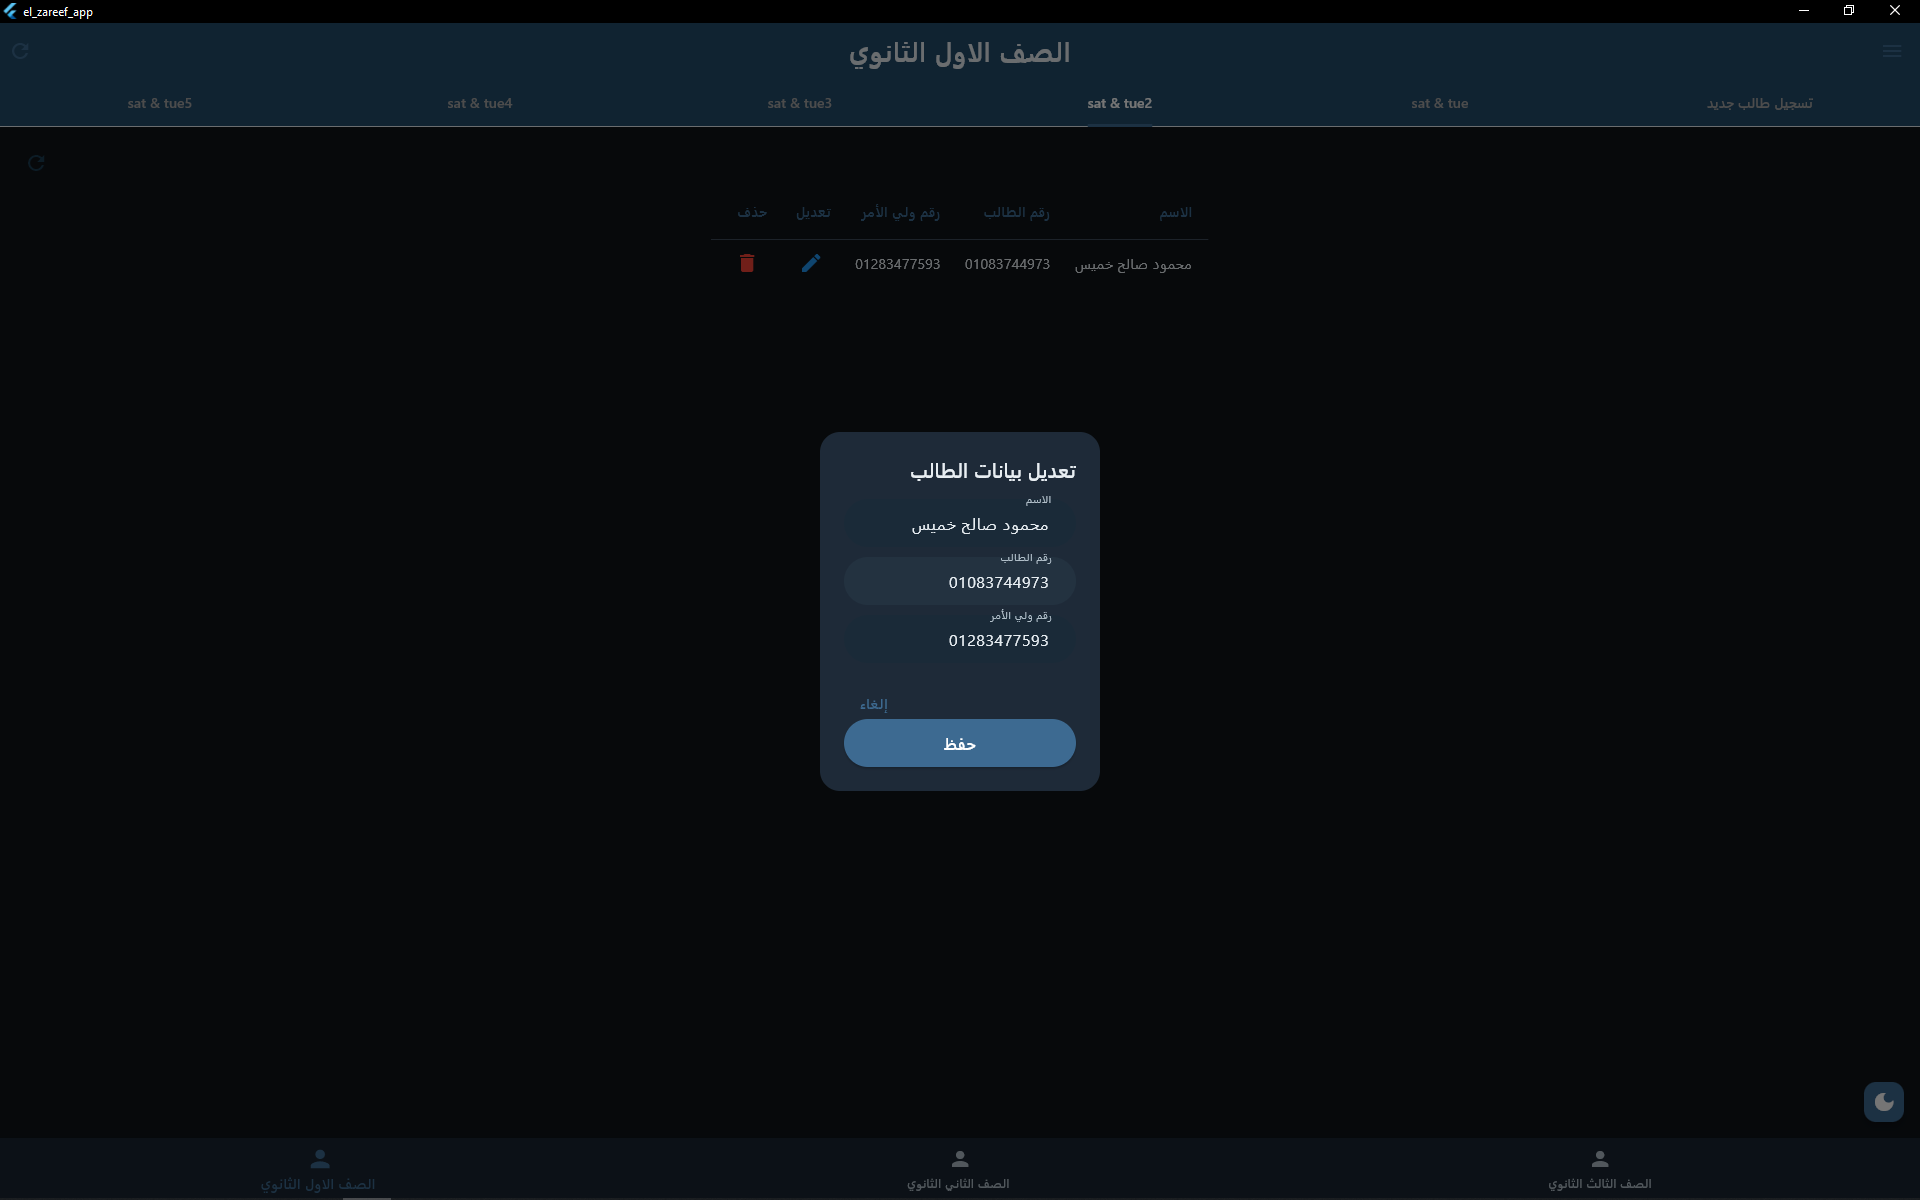 el_zareef_app
الصف الاول الثانوي
تسجيل طالب جديد
sat & tue
sat & tue2
sat & tue3
sat & tue4
sat & tue5
الاسم رقم الطالب رقم ولي الأمر تعديل حذف
محمود صالح خميس 01083744973 01283477593
تعديل بيانات الطالب
الاسم
محمود صالح خميس
رقم الطالب
01083744973
رقم ولي الأمر
01283477593
إلغاء
حفظ
الصف الثالث الثانوي
الصف الثاني الثانوي
الصف الاول الثانوي